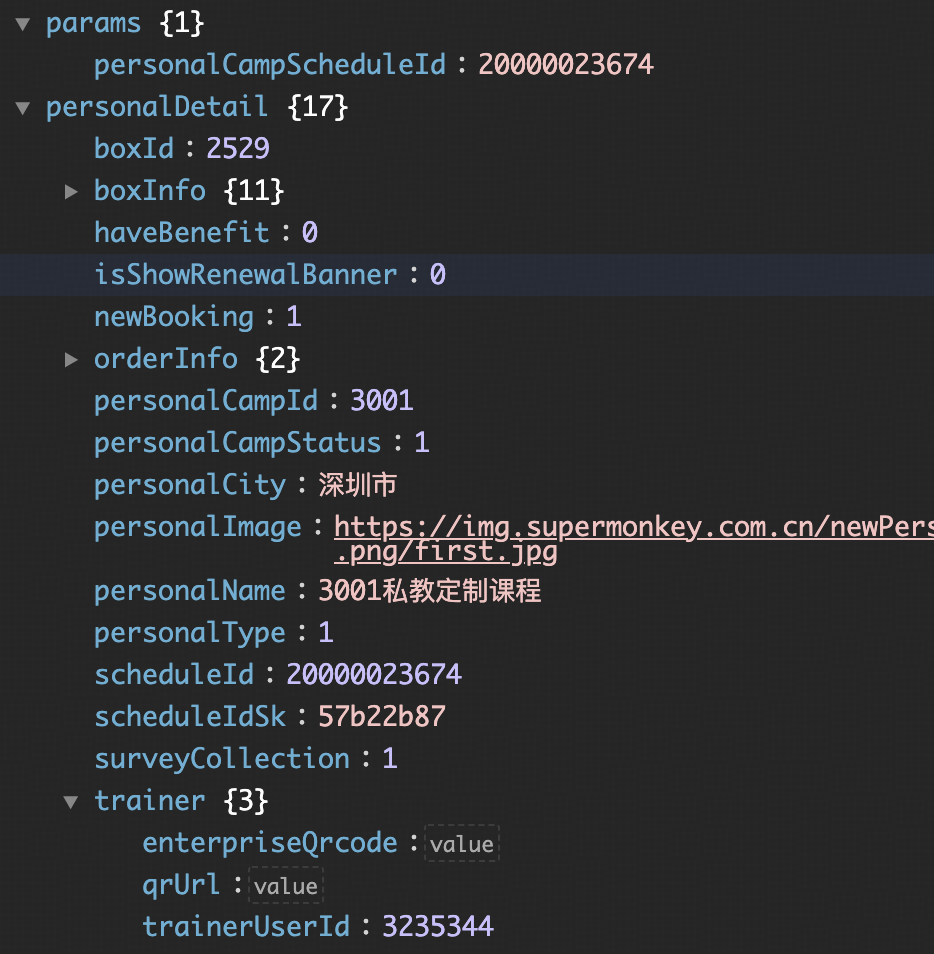 params {1}
personalCampScheduleId : 20000023674
personalDetail {17}
boxId : 2529
boxInfo {11}
haveBenefit : 0
isShowRenewalBanner : 0
newBooking : 1
orderInfo {2}
personalCampId : 3001
personalCampStatus : 1
personalCity : 深圳市
personalImage : https://img.supermonkey.com.cn/newPers
.png/first.jpg
personalName : 3001私教定制课程
personalType : 1
scheduleId : 20000023674
scheduleIdSk : 57b22b87
surveyCollection : 1
trainer {3}
enterpriseQrcode : value
qrUrl : value
trainerUserId : 3235344